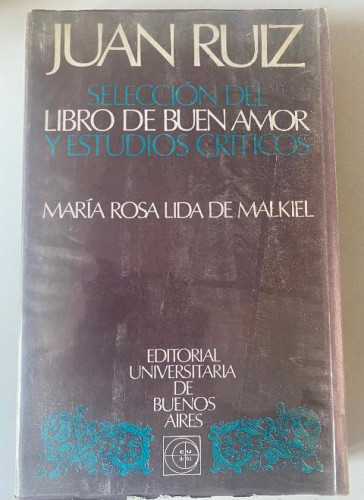 JUAN RUIZ
SELECCIÓN DEL
LIBRO DE BUEN AMOR
Y ESTUDIOS CRÍTICOS
MARÍA ROSA LIDA DE MALKIEL
EDITORIAL
UNIVERSITARIA
DE
BUENOS
AIRES